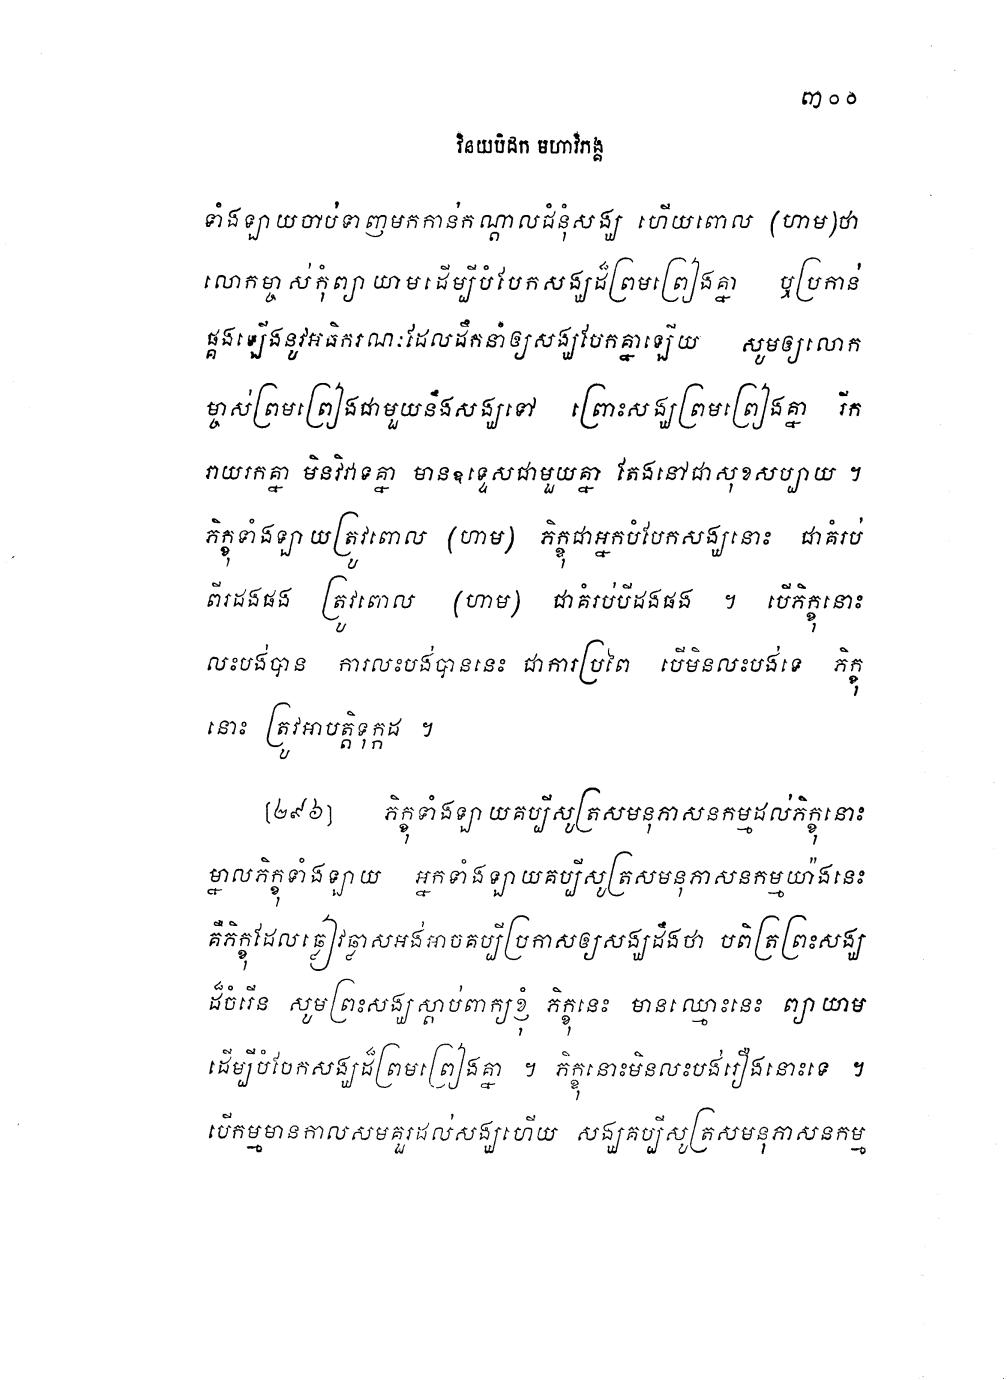 ៣០១
វិនយបិដក មហាវិភង្គ
ទាំងឡាយចាប់ទាញមកកាន់កណ្តាលជំនុំសង្ឃ ហើយពោល (ហាម)ថា
លោកម្ចាស់កុំព្យាយាមដើម្បីបំបែកសង្ឃដ៏ព្រមព្រៀងគ្នា ឬប្រកាន់
ផ្គងឡើងនូវអធិករណៈដែលដឹកនាំឲ្យសង្ឃបែកគ្នាឡើយ សូមឲ្យលោក
ម្ចាស់ព្រមព្រៀងជាមួយនឹងសង្ឃទៅ ព្រោះសង្ឃព្រមព្រៀងគ្នា រីក
រាយរកគ្នា មិនវិវាទគ្នា មានឧទ្ទេសជាមួយគ្នា តែងនៅជាសុខសប្បាយ ។
ភិក្ខុទាំងឡាយត្រូវពោល (ហាម) ភិក្ខុជាអ្នកបំបែកសង្ឃនោះ ជាគំរប់
ពីរដងផង ត្រូវពោល (ហាម) ជាគំរប់បីដងផង ។ បើភិក្ខុនោះ
លះបង់បាន ការលះបង់បាននេះ ជាការប្រពៃ បើមិនលះបង់ទេ ភិក្ខុ
នោះ ត្រូវអាបត្តិទុក្កដ ។
[២៩៦] ភិក្ខុទាំងឡាយគប្បីសូត្រសមនុភាសនកម្មដល់ភិក្ខុនោះ
ម្នាលភិក្ខុទាំងឡាយ អ្នកទាំងឡាយគប្បីសូត្រសមនុភាសនកម្មយ៉ាងនេះ
គឺភិក្ខុដែលឆ្លៀវឆ្លាសអង់អាចគប្បីប្រកាសឲ្យសង្ឃដឹងថា បពិត្រព្រះសង្ឃ
ដ៏ចំរើន សូមព្រះសង្ឃស្តាប់ពាក្យខ្ញុំ ភិក្ខុនេះ មានឈ្មោះនេះ ព្យាយាម
ដើម្បីបំបែកសង្ឃដ៏ព្រមព្រៀងគ្នា ។ ភិក្ខុនោះមិនលះបង់រឿងនោះទេ ។
បើកម្មមានកាលសមគួរដល់សង្ឃហើយ សង្ឃគប្បីសូត្រសមនុភាសនកម្ម